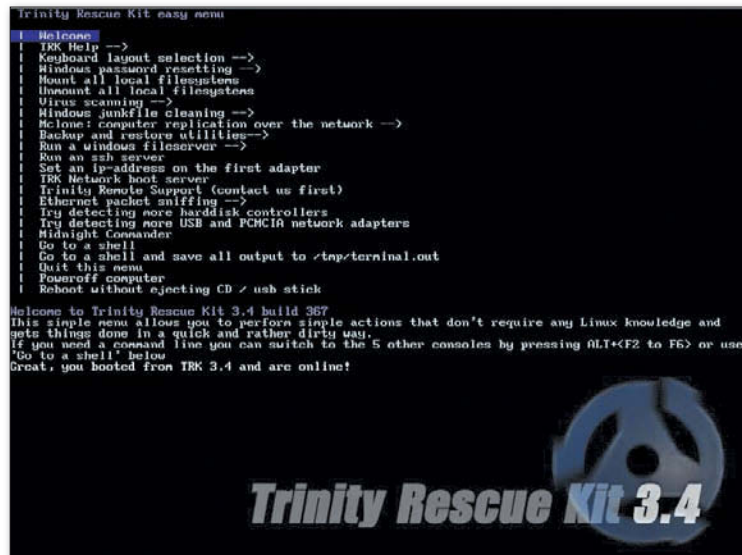 Trinity Rescue Kit easy menu
| Welcome
| TRK Help -->
| Keyboard layout selection -->
| Windows password resetting -->
| Mount all local filesystems
| Unmount all local filesystems
| Virus scanning -->
| Windows junkfile cleaning -->
| Mclone: computer replication over the network -->
| Backup and restore utilities-->
| Run a windows fileserver -->
| Run an ssh server
| Set an ip-address on the first adapter
| TRK Network boot server
| Trinity Remote Support (contact us first)
| Ethernet packet sniffing -->
| Try detecting more harddisk controllers
| Try detecting more USB and PCMCIA network adapters
| Midnight Commander
| Go to a shell
| Go to a shell and save all output to /tmp/terminal.out
| Quit this menu
| Poweroff computer
| Reboot without ejecting CD / usb stick
Welcome to Trinity Rescue Kit 3.4 build 367
This simple menu allows you to perform simple actions that don't require any Linux knowledge and
gets things done in a quick and rather dirty way.
If you need a command line you can switch to the 5 other consoles by pressing ALT+<F2 to F6> or use
'Go to a shell' below
Great, you booted from TRK 3.4 and are online!
Trinity Rescue Kit 3.4